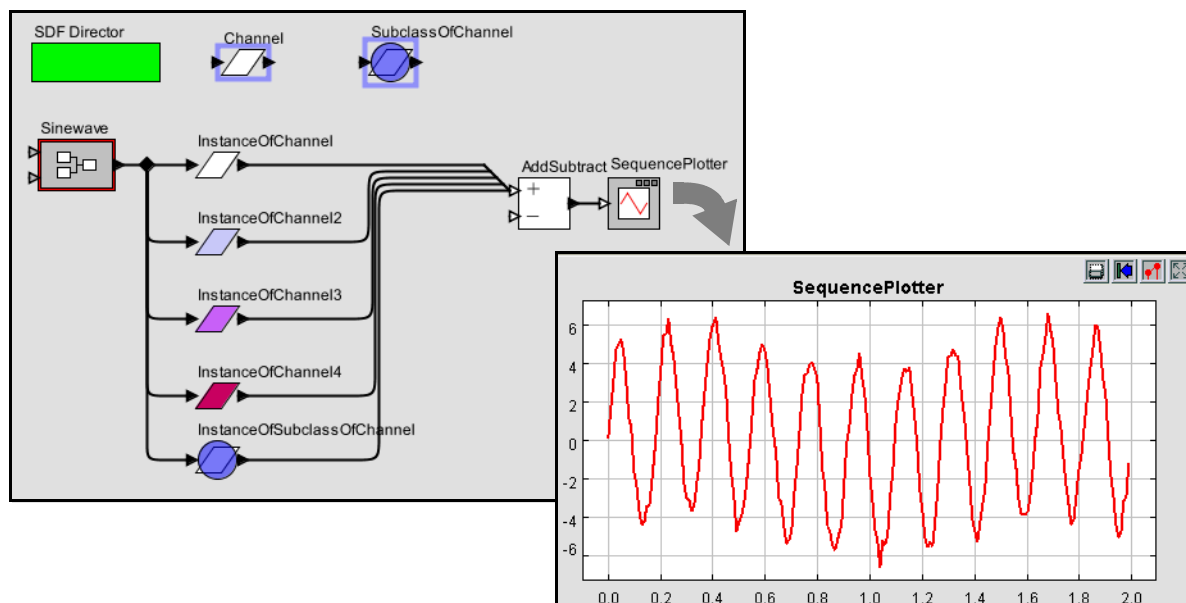 SDF Director
Channel
SubclassOfChannel
Sinewave
InstanceOfChannel
AddSubtract
SequencePlotter
+
−
InstanceOfChannel2
InstanceOfChannel3
InstanceOfChannel4
InstanceOfSubclassOfChannel
SequencePlotter
6
4
2
0
-2
-4
-6
0.0 0.2 0.4 0.6 0.8 1.0 1.2 1.4 1.6 1.8 2.0